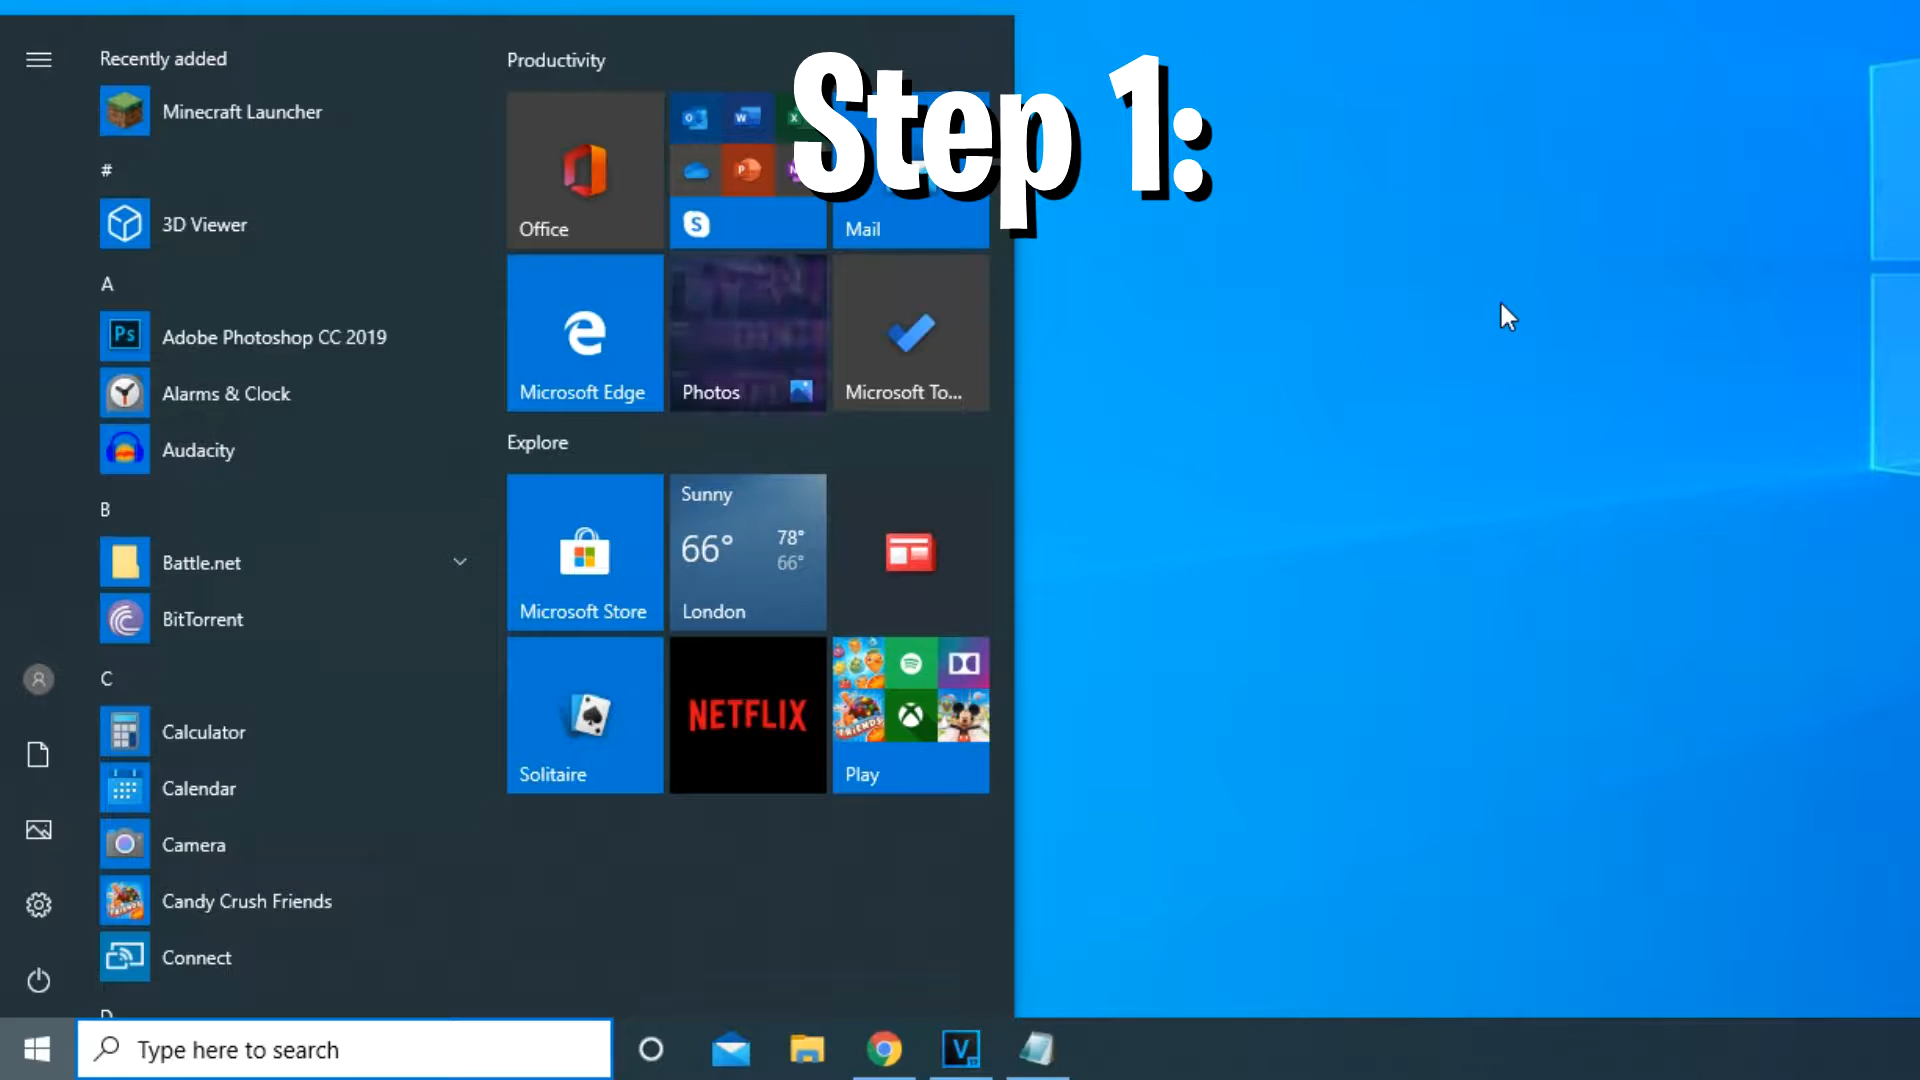 Step 1:
Recently added
Minecraft Launcher
#
3D Viewer
A
Ps
Adobe Photoshop CC 2019
Alarms & Clock
Audacity
B
Battle.net
BitTorrent
C
Calculator
Calendar
Camera
Candy Crush Friends
Connect
Productivity
Office
Mail
Microsoft Edge
Photos
Microsoft To...
Explore
Microsoft Store
Sunny
66°
78°
66°
London
Solitaire
NETFLIX
Play
Type here to search
V